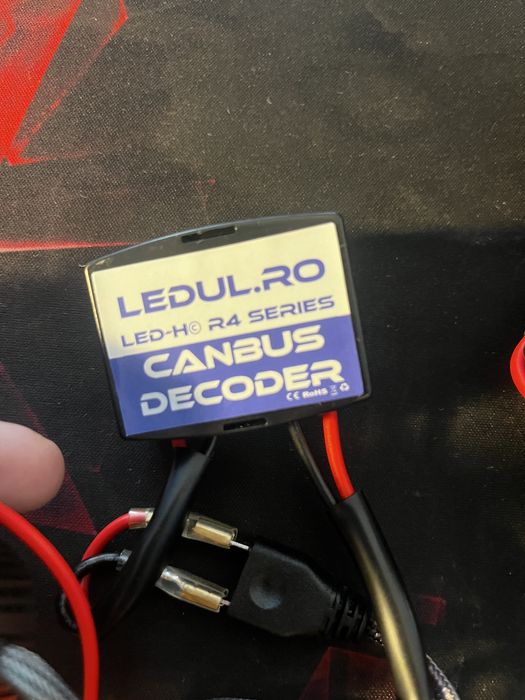 LEDUL.RO
LED-H© R4 SERIES
CANBUS
DECODER
CE RoHS